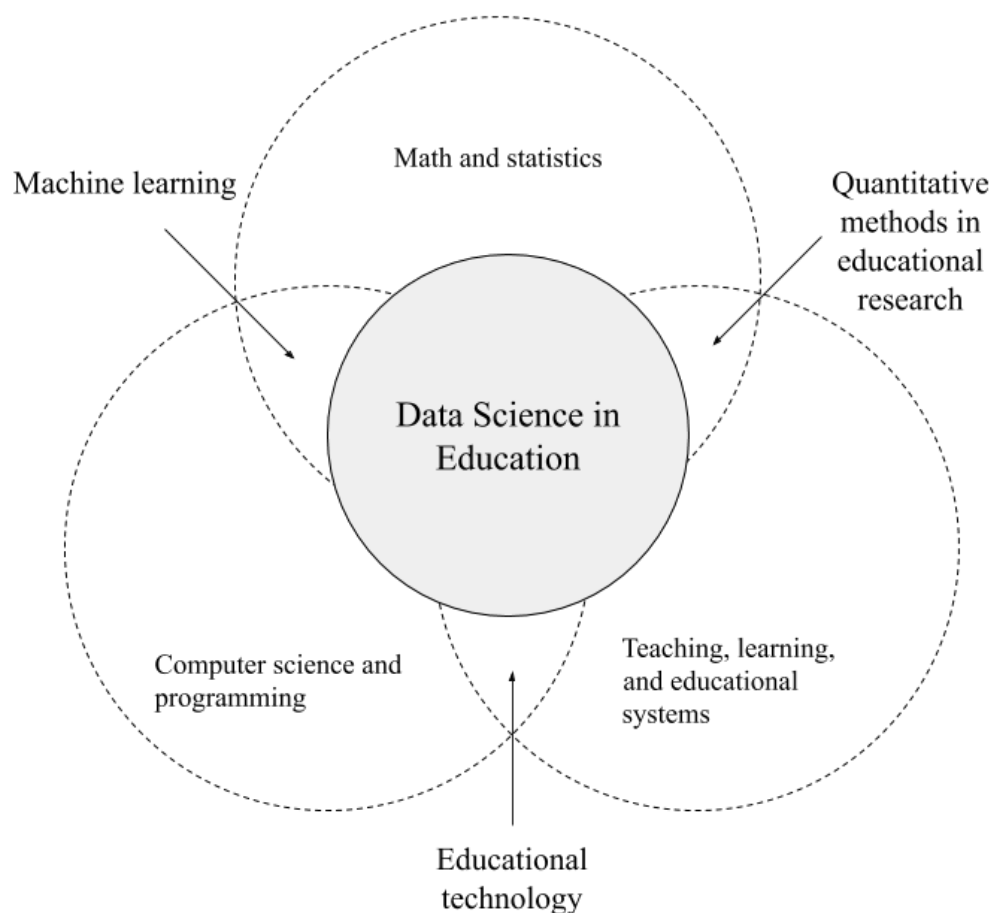 Math and statistics
Machine learning
Quantitative
methods in
educational
research
Data Science in
Education
Computer science and
programming
Teaching, learning,
and educational
systems
Educational
technology